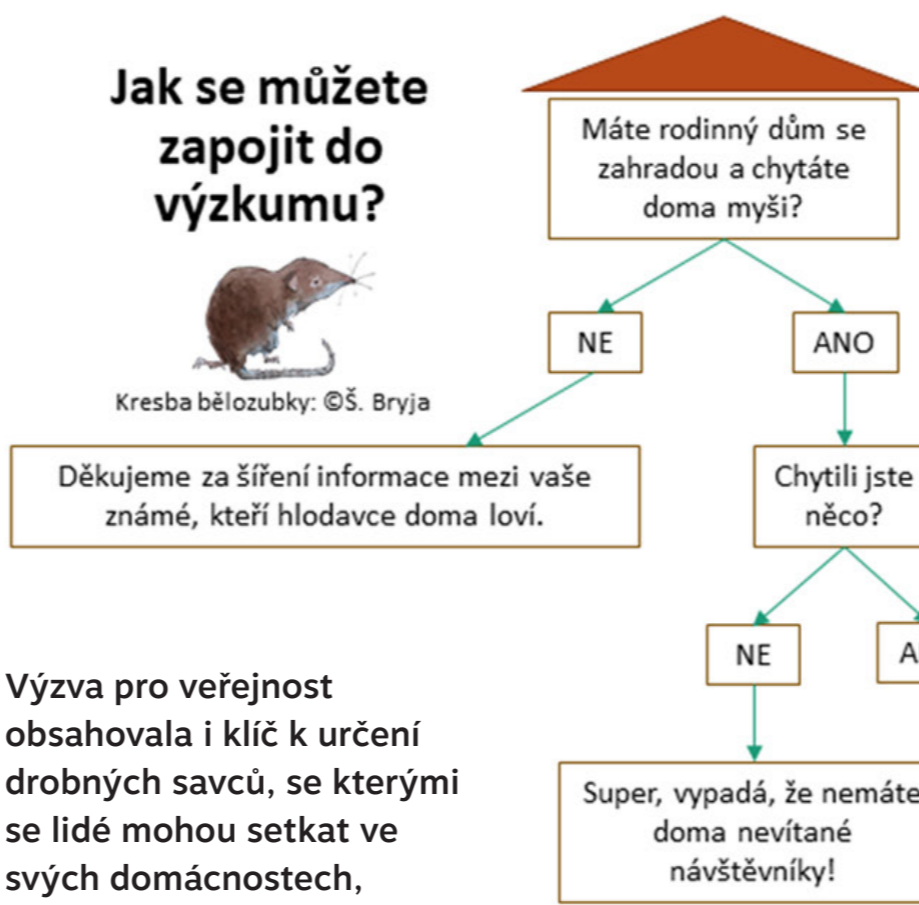 Jak se můžete
zapojit do
výzkumu?
Kresba bělozubky: ©Š. Bryja
Máte rodinný dům se
zahradou a chytáte
doma myši?
NE
ANO
Děkujeme za šíření informace mezi vaše
známé, kteří hlodavce doma loví.
Chytili jste
něco?
NE
Super, vypadá, že nemáte
doma nevítané
návštěvníky!
Výzva pro veřejnost
obsahovala i klíč k určení
drobných savců, se kterými
se lidé mohou setkat ve
svých domácnostech,